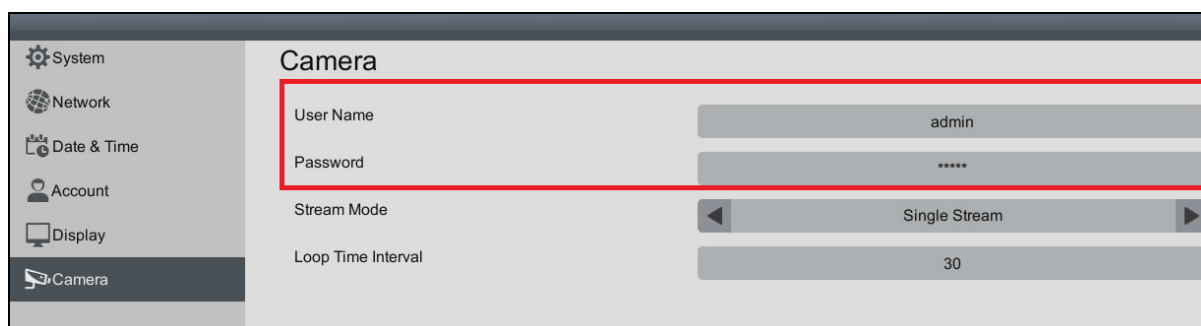 System
Network
Date & Time
Account
Display
Camera
Camera
User Name
admin
Password
*****
Stream Mode
Single Stream
Loop Time Interval
30